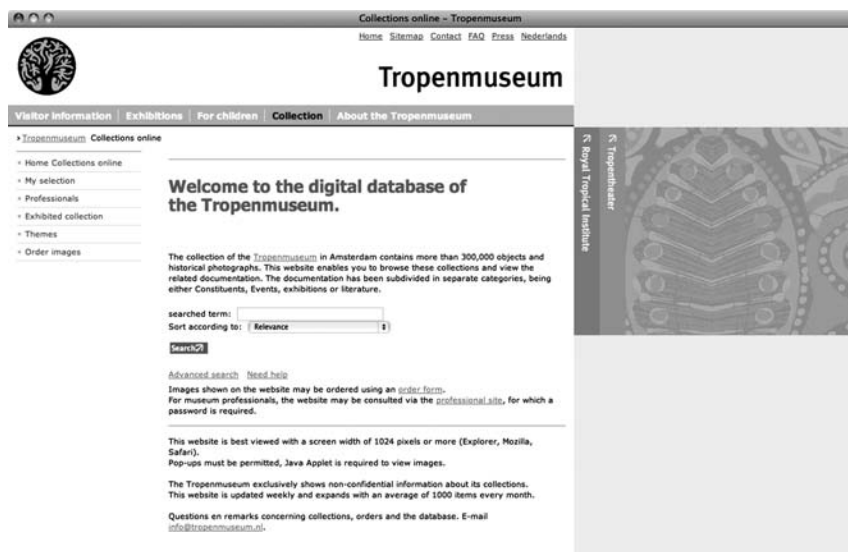 Collections online – Tropenmuseum
Home Sitemap Contact FAQ Press Nederlands
Tropenmuseum
Visitor information Exhibitions For children Collection About the Tropenmuseum
Tropenmuseum Collections online
Home Collections online
My selection
Professionals
Exhibited collection
Themes
Order images
Welcome to the digital database of
the Tropenmuseum.
The collection of the Tropenmuseum in Amsterdam contains more than 300,000 objects and
historical photographs. This website enables you to browse these collections and view the
related documentation. The documentation has been subdivided in separate categories, being
either Constituents, Events, exhibitions or literature.
searched term:
Sort according to: Relevance
Search
Advanced search Need help
Images shown on the website may be ordered using an order form.
For museum professionals, the website may be consulted via the professional site, for which a
password is required.
This website is best viewed with a screen width of 1024 pixels or more (Explorer, Mozilla,
Safari).
Pop-ups must be permitted, Java Applet is required to view images.
The Tropenmuseum exclusively shows non-confidential information about its collections.
This website is updated weekly and expands with an average of 1000 items every month.
Questions en remarks concerning collections, orders and the database. E-mail
info@tropenmuseum.nl.
Royal Tropical Institute
Tropentheater